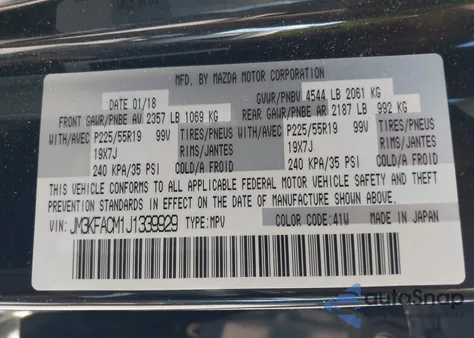 MFD. BY MAZDA MOTOR CORPORATION
DATE 01/18 GVWR/PNBV 4544 LB 2061 KG
FRONT GAWR/PNBE AV 2357 LB 1069 KG REAR GAWR/PNBE AR 2187 LB 992 KG
WITH/AVEC P225/55R19 99V TIRES/PNEUS WITH/AVEC P225/55R19 99V TIRES/PNEUS
19X7J RIMS/JANTES 19X7J RIMS/JANTES
240 KPA/35 PSI COLD/A FROID 240 KPA/35 PSI COLD/A FROID
THIS VEHICLE CONFORMS TO ALL APPLICABLE FEDERAL MOTOR VEHICLE SAFETY, BUMPER, AND THEFT
PREVENTION STANDARDS IN EFFECT ON THE DATE OF MANUFACTURE SHOWN ABOVE.
VIN: JM3KFACM1J1339929 TYPE:MPV COLOR CODE:41W MADE IN JAPAN
autoSnap